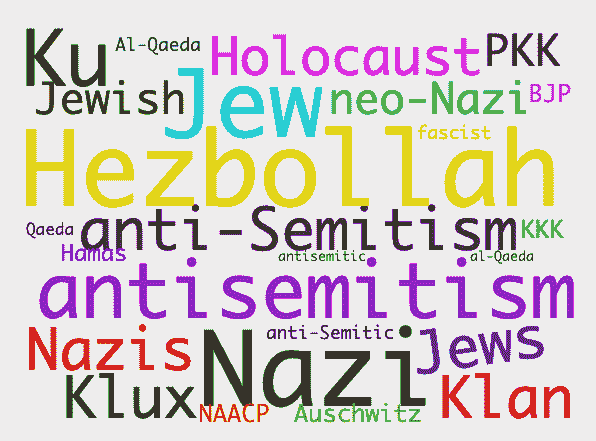 Ku Al-Qaeda Holocaust PKK
Jewish Jew neo-Nazi BJP
fascist
Hezbollah
Qaeda anti-Semitism KKK
Hamas antisemitic al-Qaeda
antisemitism
Nazis Nazi anti-Semitic Jews
Klux NAACP Auschwitz Klan